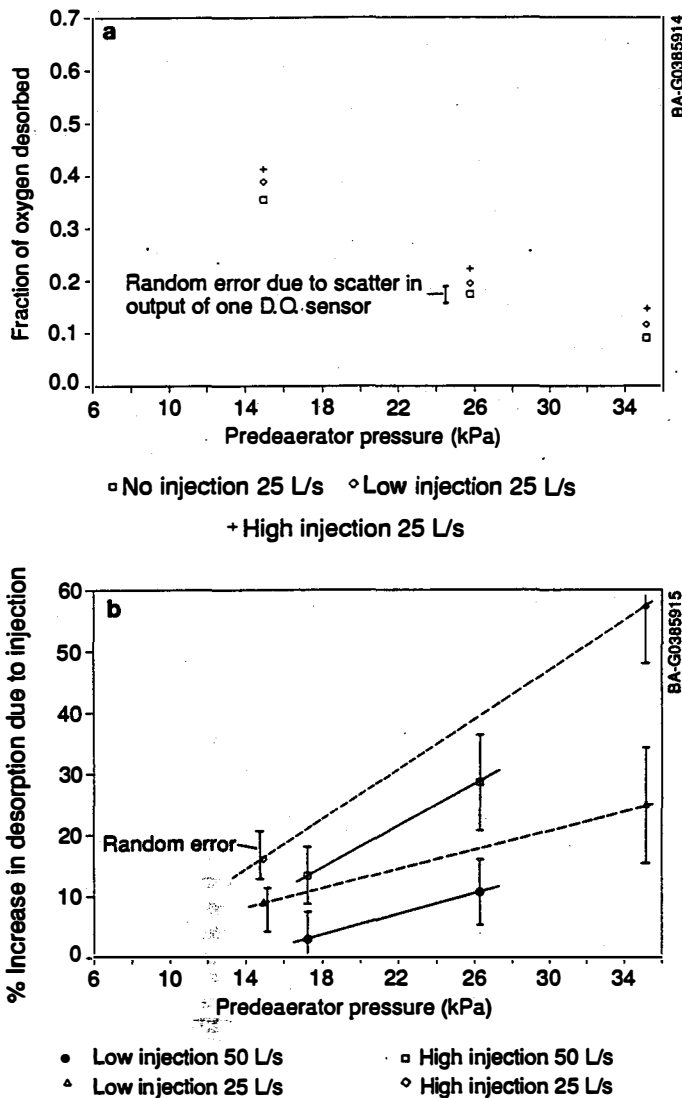 a
BA-G0385914
Fraction of oxygen desorbed
0.7
0.6
0.5
0.4
0.3
0.2
0.1
0.0
Random error due to scatter in
output of one D.O. sensor
6 10 14 18 22 26 30 34
Predeaerator pressure (kPa)
No injection 25 L/s Low injection 25 L/s
High injection 25 L/s
b
BA-G0385915
% Increase in desorption due to injection
60
50
40
30
20
10
0
Random error
6 10 14 18 22 26 30 34
Predeaerator pressure (kPa)
Low injection 50 L/s High injection 50 L/s
Low injection 25 L/s High injection 25 L/s